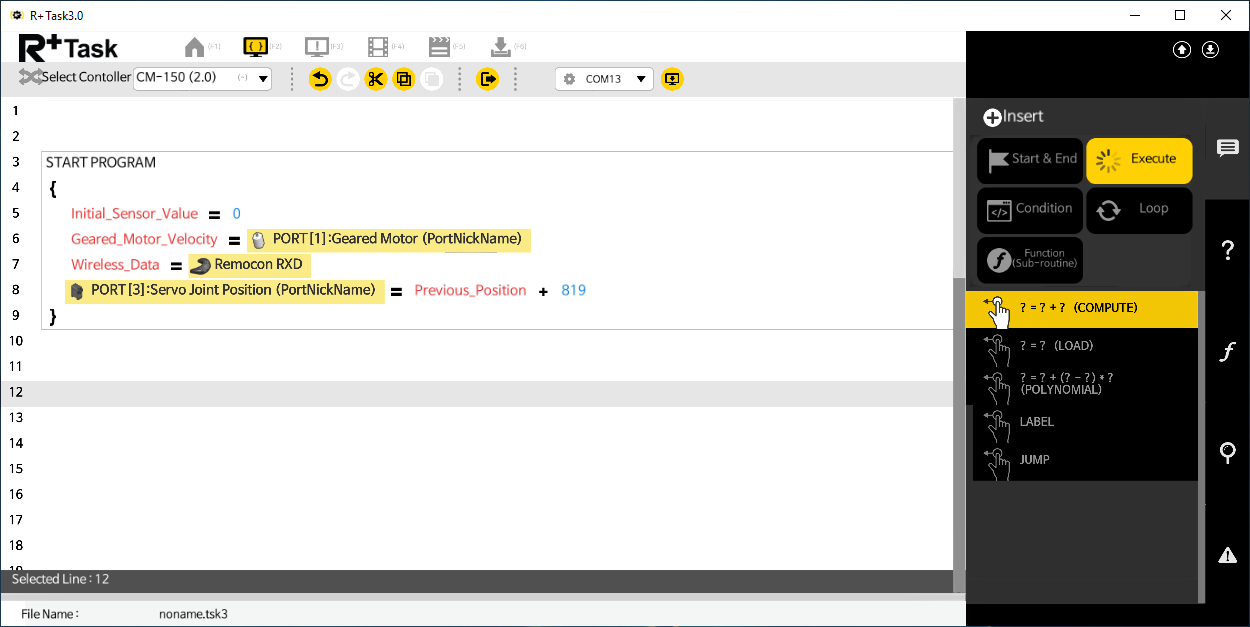 R+ Task3.0
R+Task
(F1)
(F2)
(F3)
(F4)
(F5)
(F6)
Select Contoller
CM-150 (2.0)
(-)
COM13
1
2
3 START PROGRAM
4 {
5 Initial_Sensor_Value = 0
6 Geared_Motor_Velocity = PORT[1]:Geared Motor (PortNickName)
7 Wireless_Data = Remocon RXD
8 PORT[3]:Servo Joint Position (PortNickName) = Previous_Position + 819
9 }
10
11
12
13
14
15
16
17
18
19
Selected Line : 12
File Name : noname.tsk3
Insert
Start & End
Execute
Condition
Loop
Function
(Sub-routine)
? = ? + ? (COMPUTE)
? = ? (LOAD)
? = ? + (? - ?) * ?
(POLYNOMIAL)
LABEL
JUMP